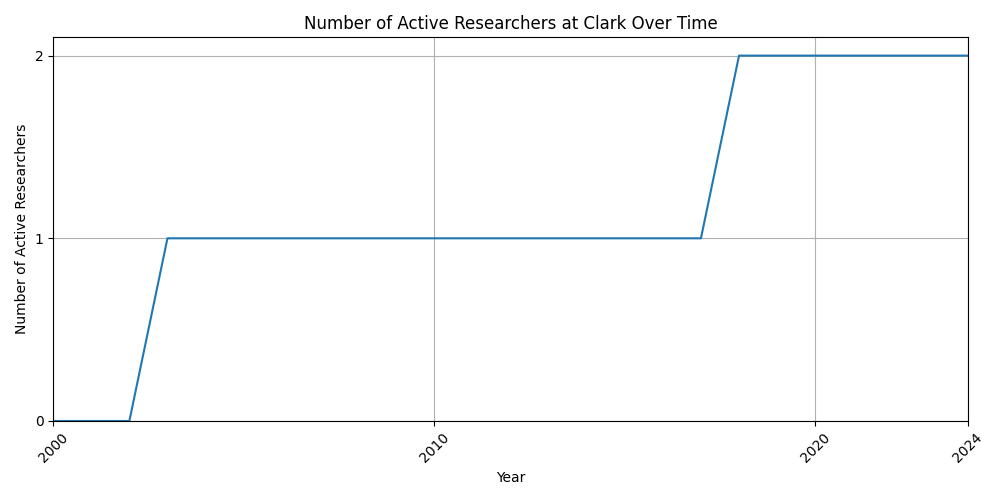 Number of Active Researchers at Clark Over Time
Number of Active Researchers
2
1
0
2000
2010
2020
2024
Year